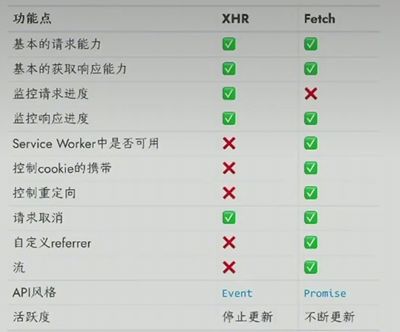 功能点 XHR Fetch
基本的请求能力 ✅ ✅
基本的获取响应能力 ✅ ✅
监控请求进度 ✅ ❌
监控响应进度 ✅ ✅
Service Worker中是否可用 ❌ ✅
控制cookie的携带 ❌ ✅
控制重定向 ❌ ✅
请求取消 ✅ ✅
自定义referrer ❌ ✅
流 ❌ ✅
API风格 Event Promise
活跃度 停止更新 不断更新